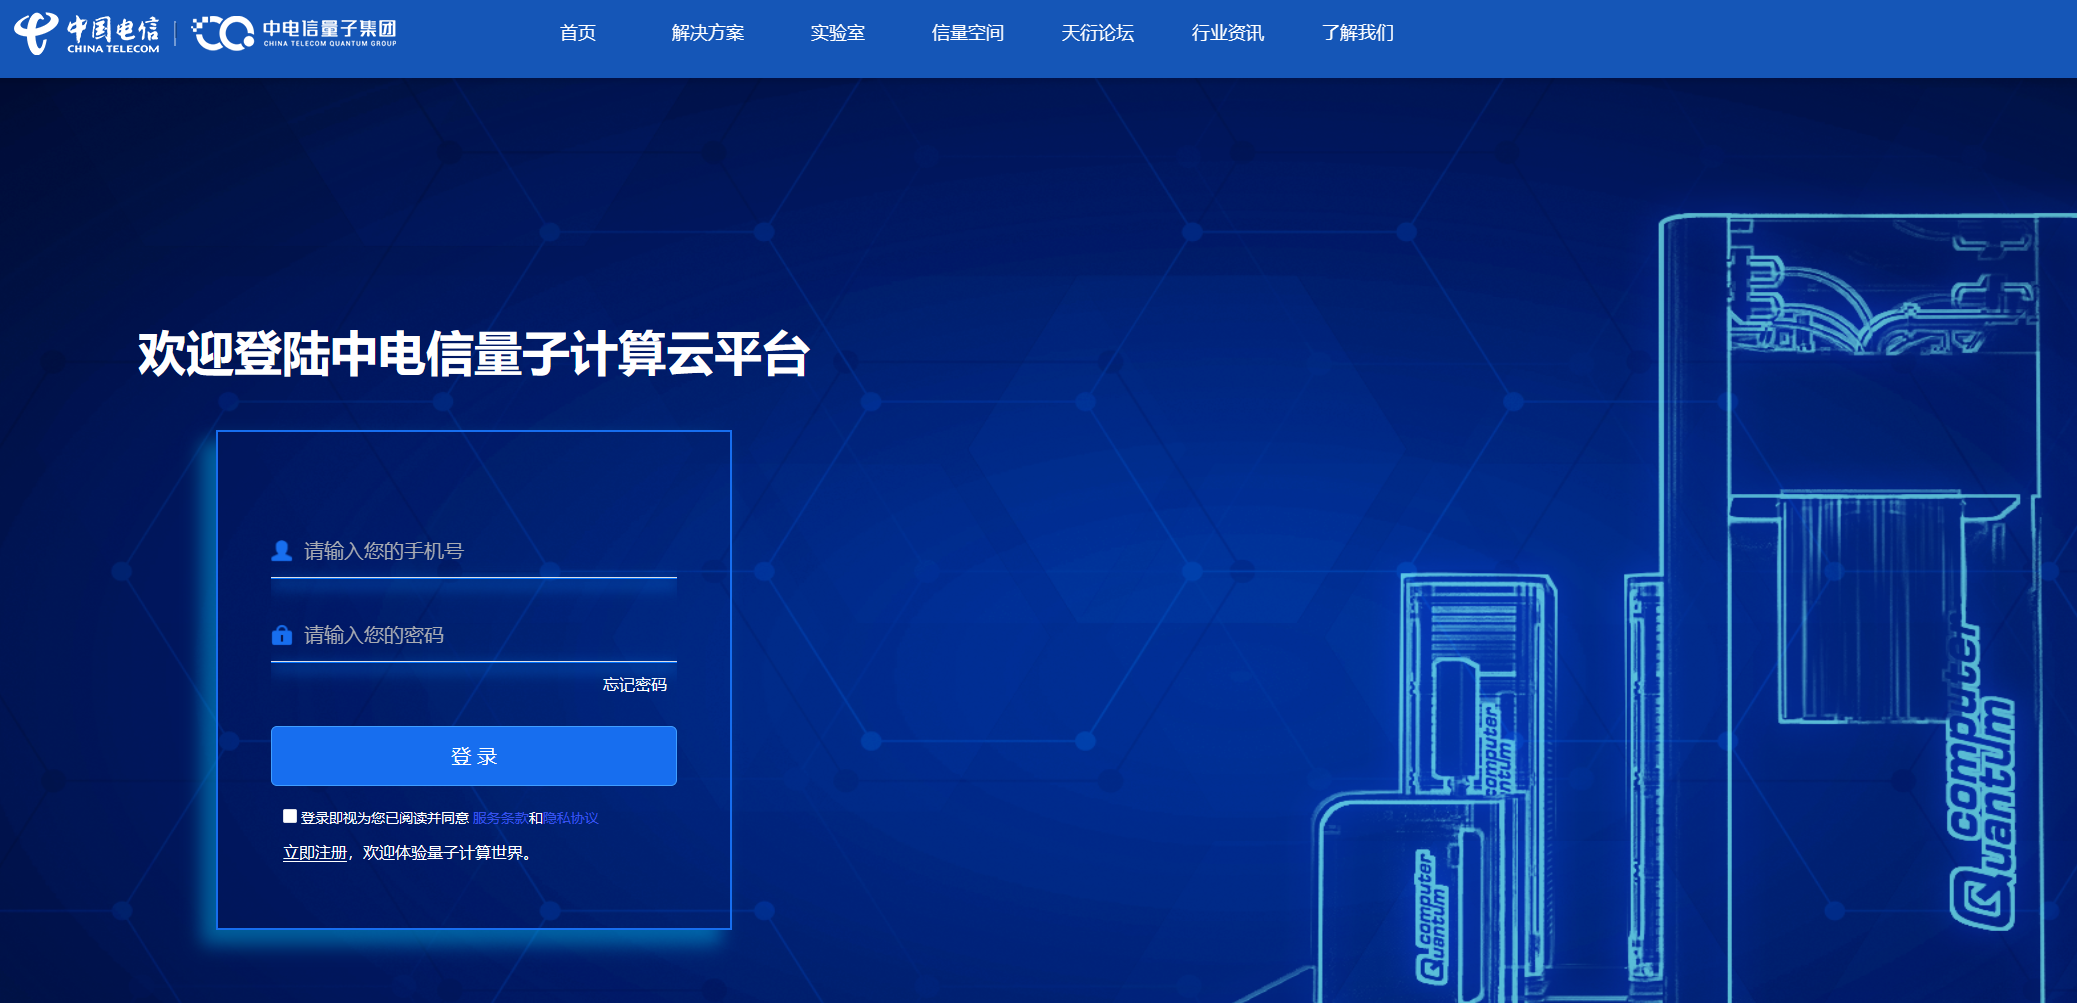 中国电信
CHINA TELECOM
中电信量子集团
CHINA TELECOM QUANTUM GROUP
首页 解决方案 实验室 信量空间 天衍论坛 行业资讯 了解我们
欢迎登陆中电信量子计算云平台
请输入您的手机号
请输入您的密码
忘记密码
登 录
登录即视为您已阅读并同意 服务条款和隐私协议
立即注册，欢迎体验量子计算世界。
computer
Quantum
computer
Quantum
computer